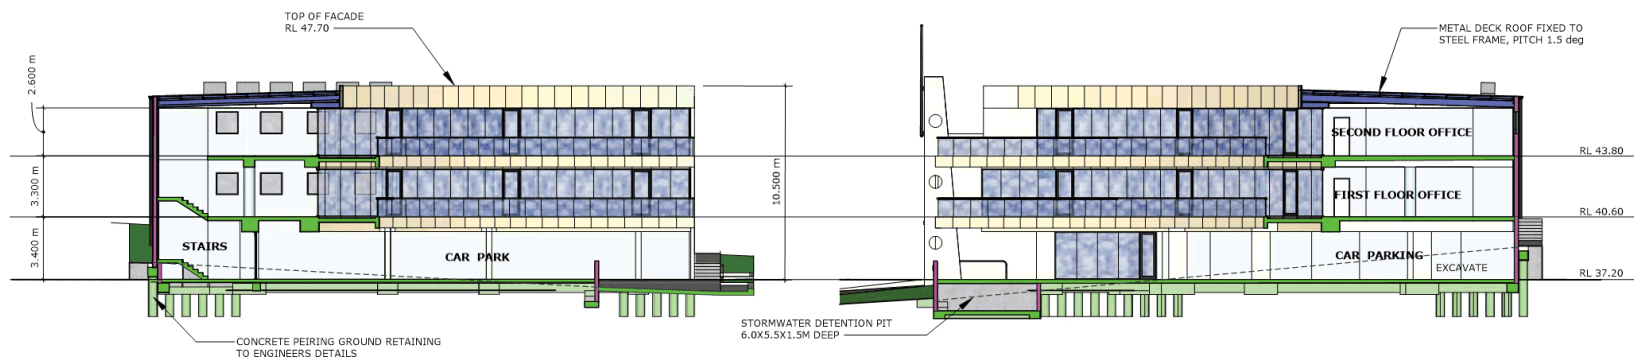 TOP OF FACADE
RL 47.70
METAL DECK ROOF FIXED TO
STEEL FRAME, PITCH 1.5 deg
2.600 m
3.300 m
3.400 m
10.500 m
SECOND FLOOR OFFICE
RL 43.80
FIRST FLOOR OFFICE
RL 40.60
STAIRS
CAR PARK
CAR PARKING
EXCAVATE
RL 37.20
STORMWATER DETENTION PIT
6.0X5.5X1.5M DEEP
CONCRETE PEIRING GROUND RETAINING
TO ENGINEERS DETAILS